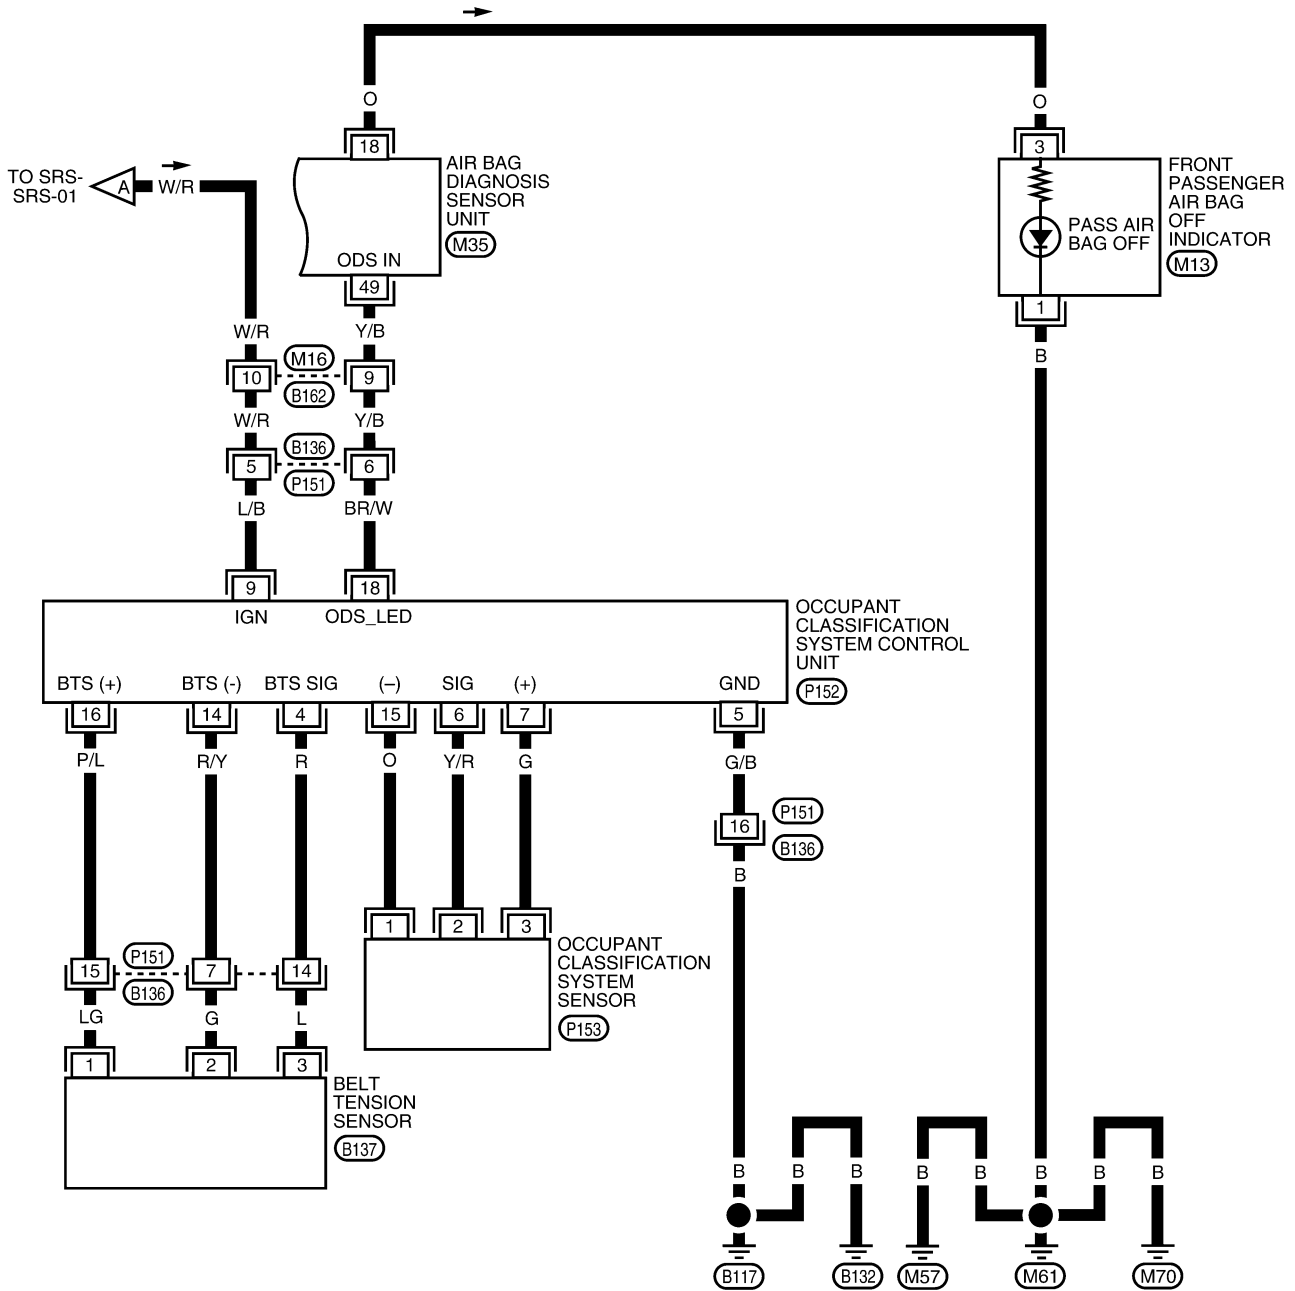 O
O
18
3
AIR BAG
DIAGNOSIS
SENSOR
UNIT
M35
ODS IN
49
FRONT
PASSENGER
AIR BAG
OFF
INDICATOR
M13
PASS AIR
BAG OFF
1
B
TO SRS-
SRS-01
A
W/R
W/R
Y/B
M16
10
9
B162
W/R
Y/B
B136
5
6
P151
L/B
BR/W
9
18
IGN
ODS_LED
OCCUPANT
CLASSIFICATION
SYSTEM CONTROL
UNIT
P152
BTS (+)
BTS (-)
BTS SIG
(–)
SIG
(+)
GND
16
14
4
15
6
7
5
P/L
R/Y
R
O
Y/R
G
G/B
P151
16
B136
B
1
2
3
OCCUPANT
CLASSIFICATION
SYSTEM
SENSOR
P153
P151
15
7
14
B136
LG
G
L
1
2
3
BELT
TENSION
SENSOR
B137
B
B
B
B
B
B
B
B
B117
B132
M57
M61
M70